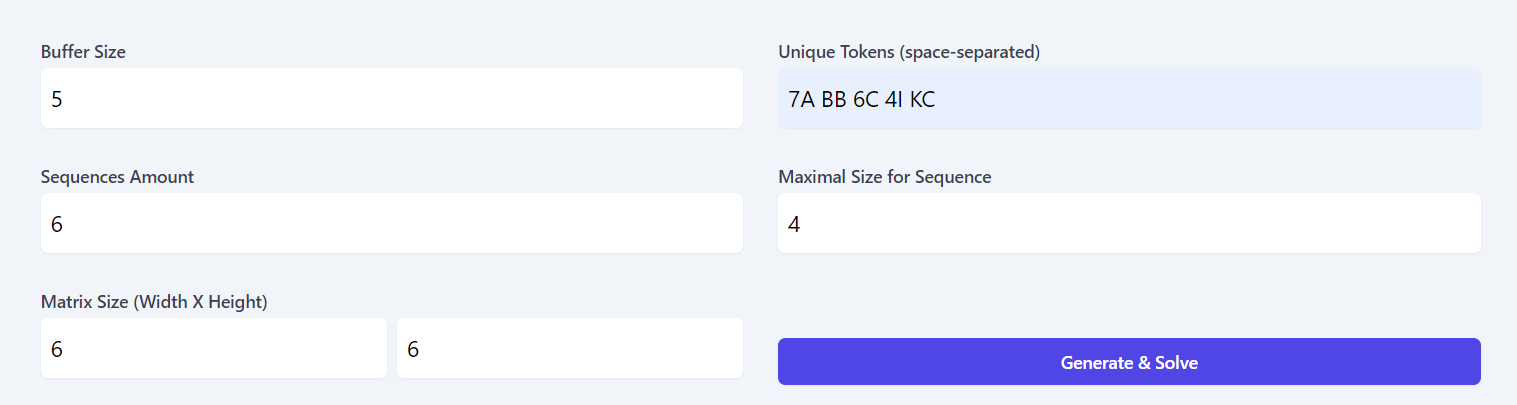 Buffer Size
Unique Tokens (space-separated)
5
7A BB 6C 4I KC
Sequences Amount
Maximal Size for Sequence
6
4
Matrix Size (Width X Height)
6
6
Generate & Solve